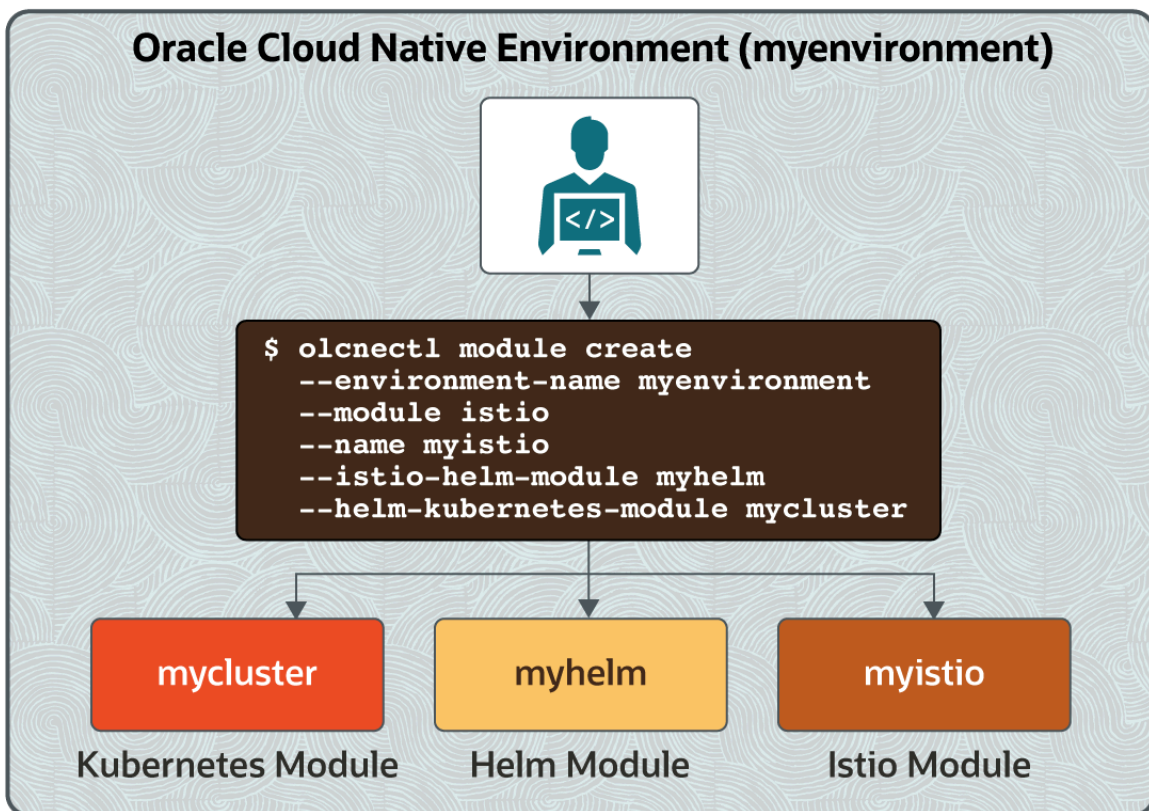 Oracle Cloud Native Environment (myenvironment)
</>
$ olcnectl module create
--environment-name myenvironment
--module istio
--name myistio
--istio-helm-module myhelm
--helm-kubernetes-module mycluster
mycluster
myhelm
myistio
Kubernetes Module
Helm Module
Istio Module